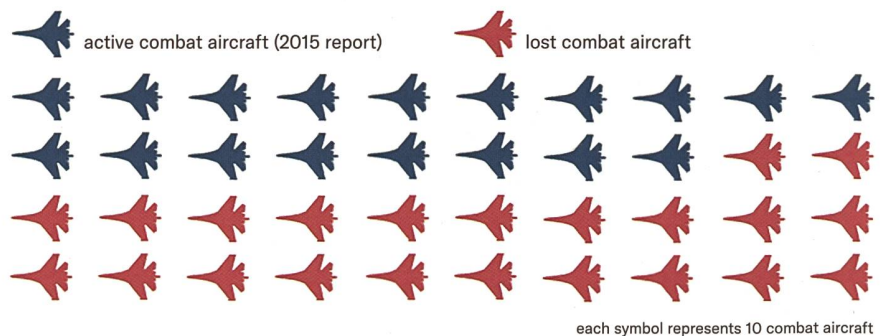 active combat aircraft (2015 report)
lost combat aircraft
each symbol represents 10 combat aircraft